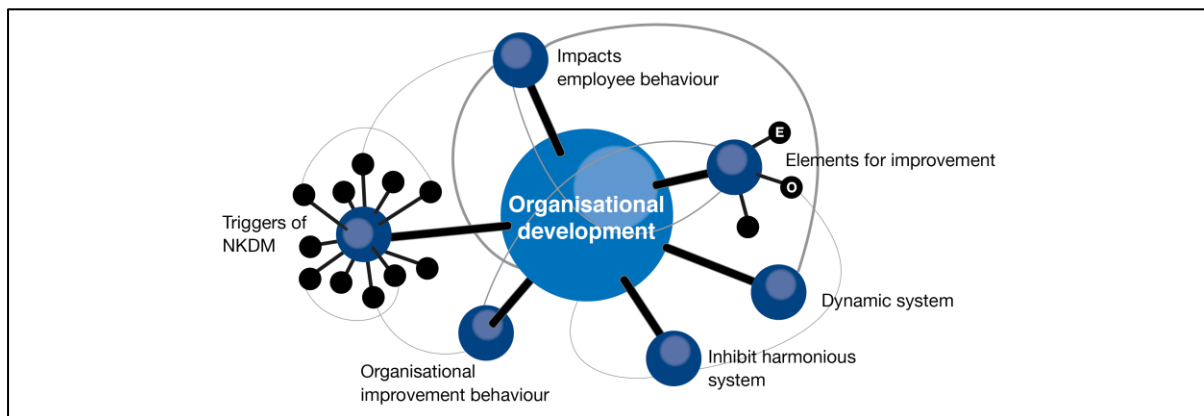 Impacts
employee behaviour
E
Elements for improvement
O
Organisational
development
Triggers of
NKDM
Dynamic system
Organisational
improvement behaviour
Inhibit harmonious
system